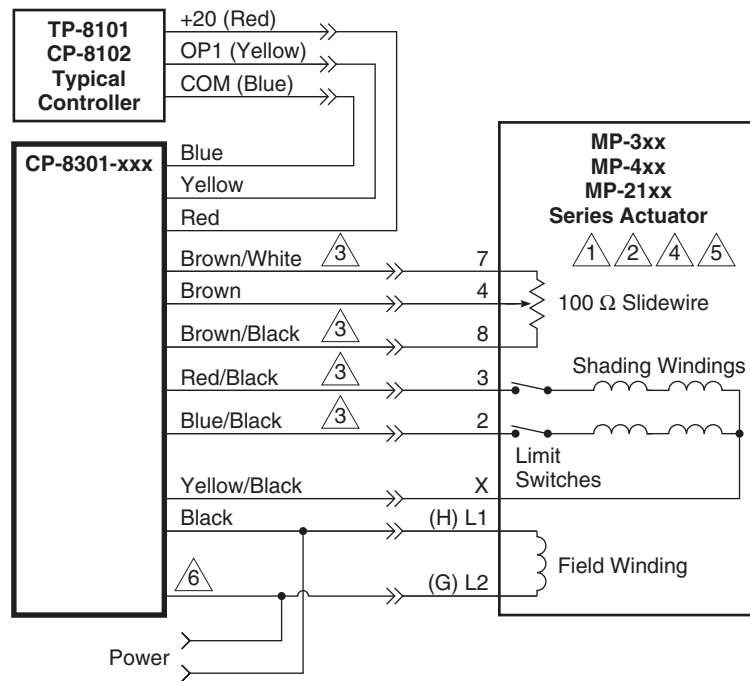 TP-8101
CP-8102
Typical
Controller
+20 (Red)
OP1 (Yellow)
COM (Blue)
CP-8301-xxx
Blue
Yellow
Red
Brown/White 3 7
Brown 4
Brown/Black 3 8
Red/Black 3 3
Blue/Black 3 2
Yellow/Black X
Black (H) L1
6 (G) L2
Power
MP-3xx
MP-4xx
MP-21xx
Series Actuator
1 2 4 5
100 Ω Slidewire
Shading Windings
Limit
Switches
Field Winding